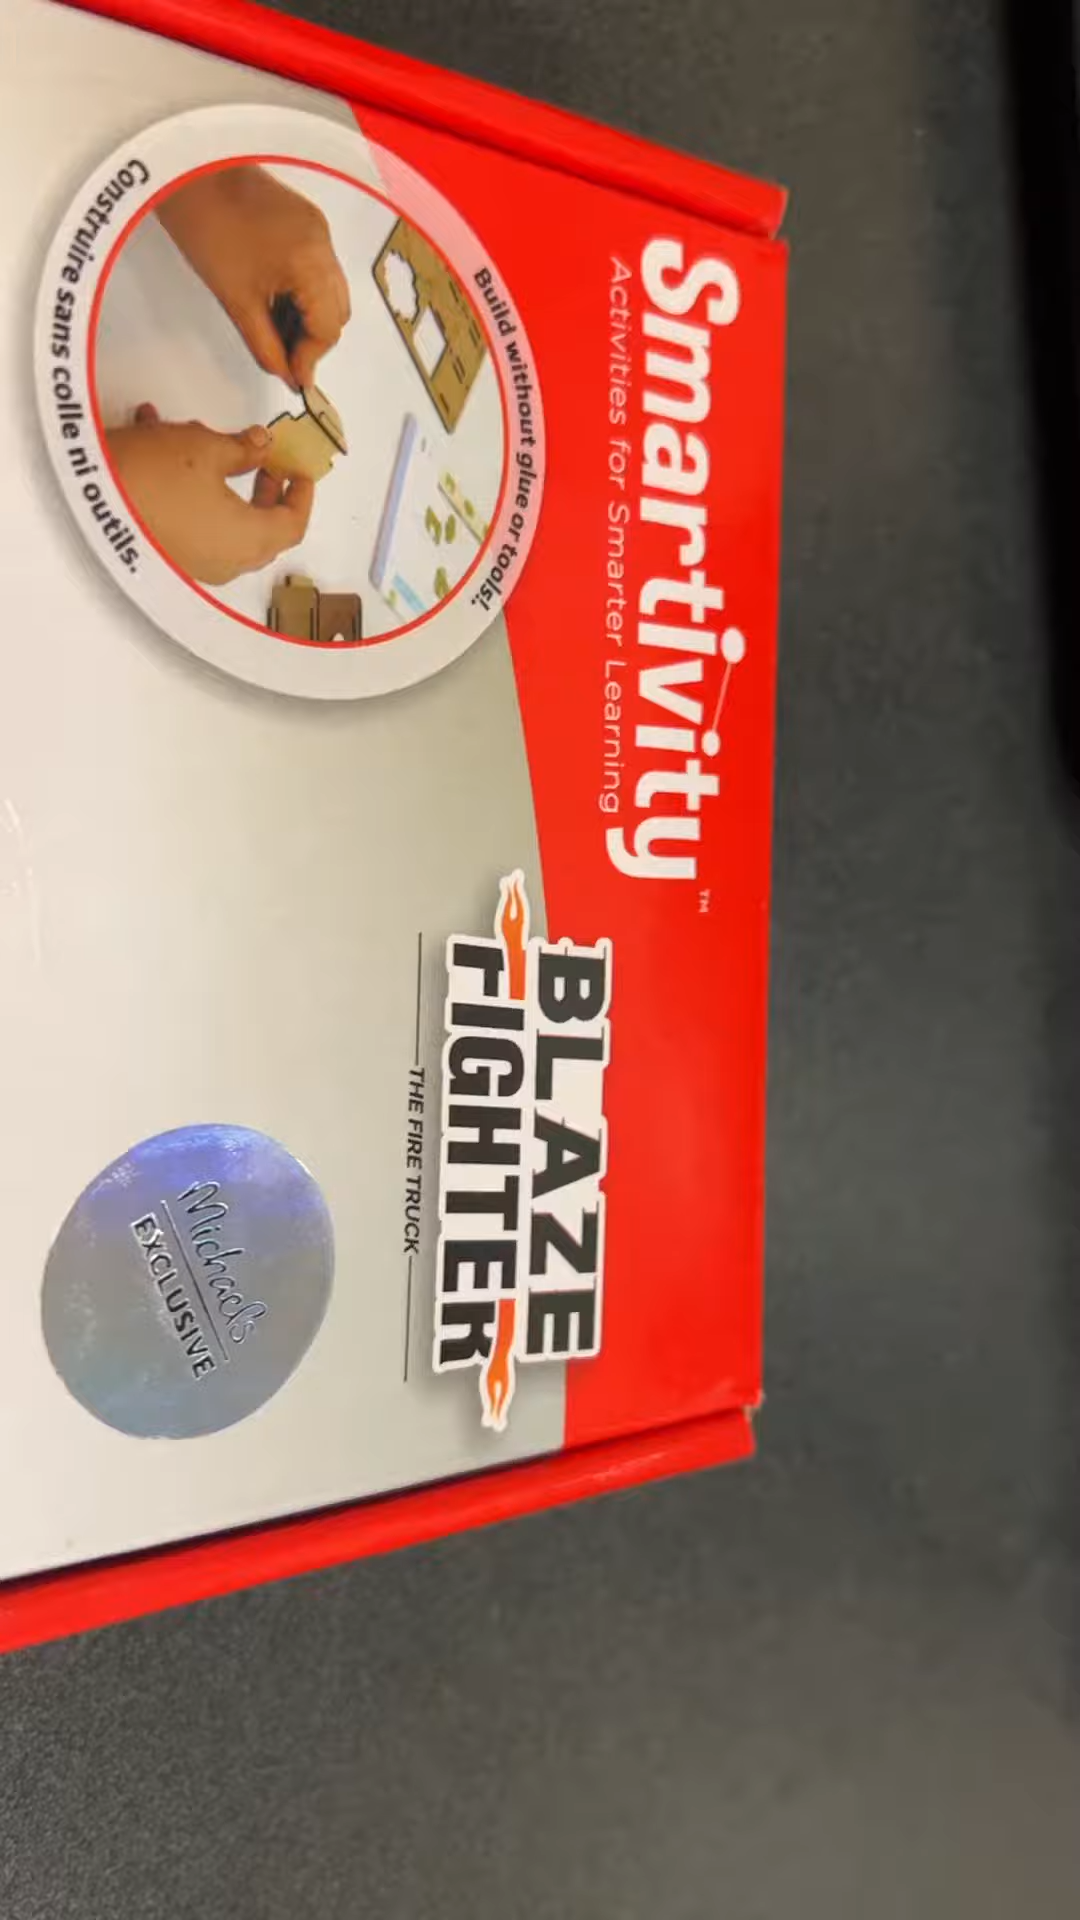 Smartivity™
Activities for Smarter Learning
Build without glue or tools!.
Construire sans colle ni outils.
BLAZE
FIGHTER
THE FIRE TRUCK
Michaels
EXCLUSIVE